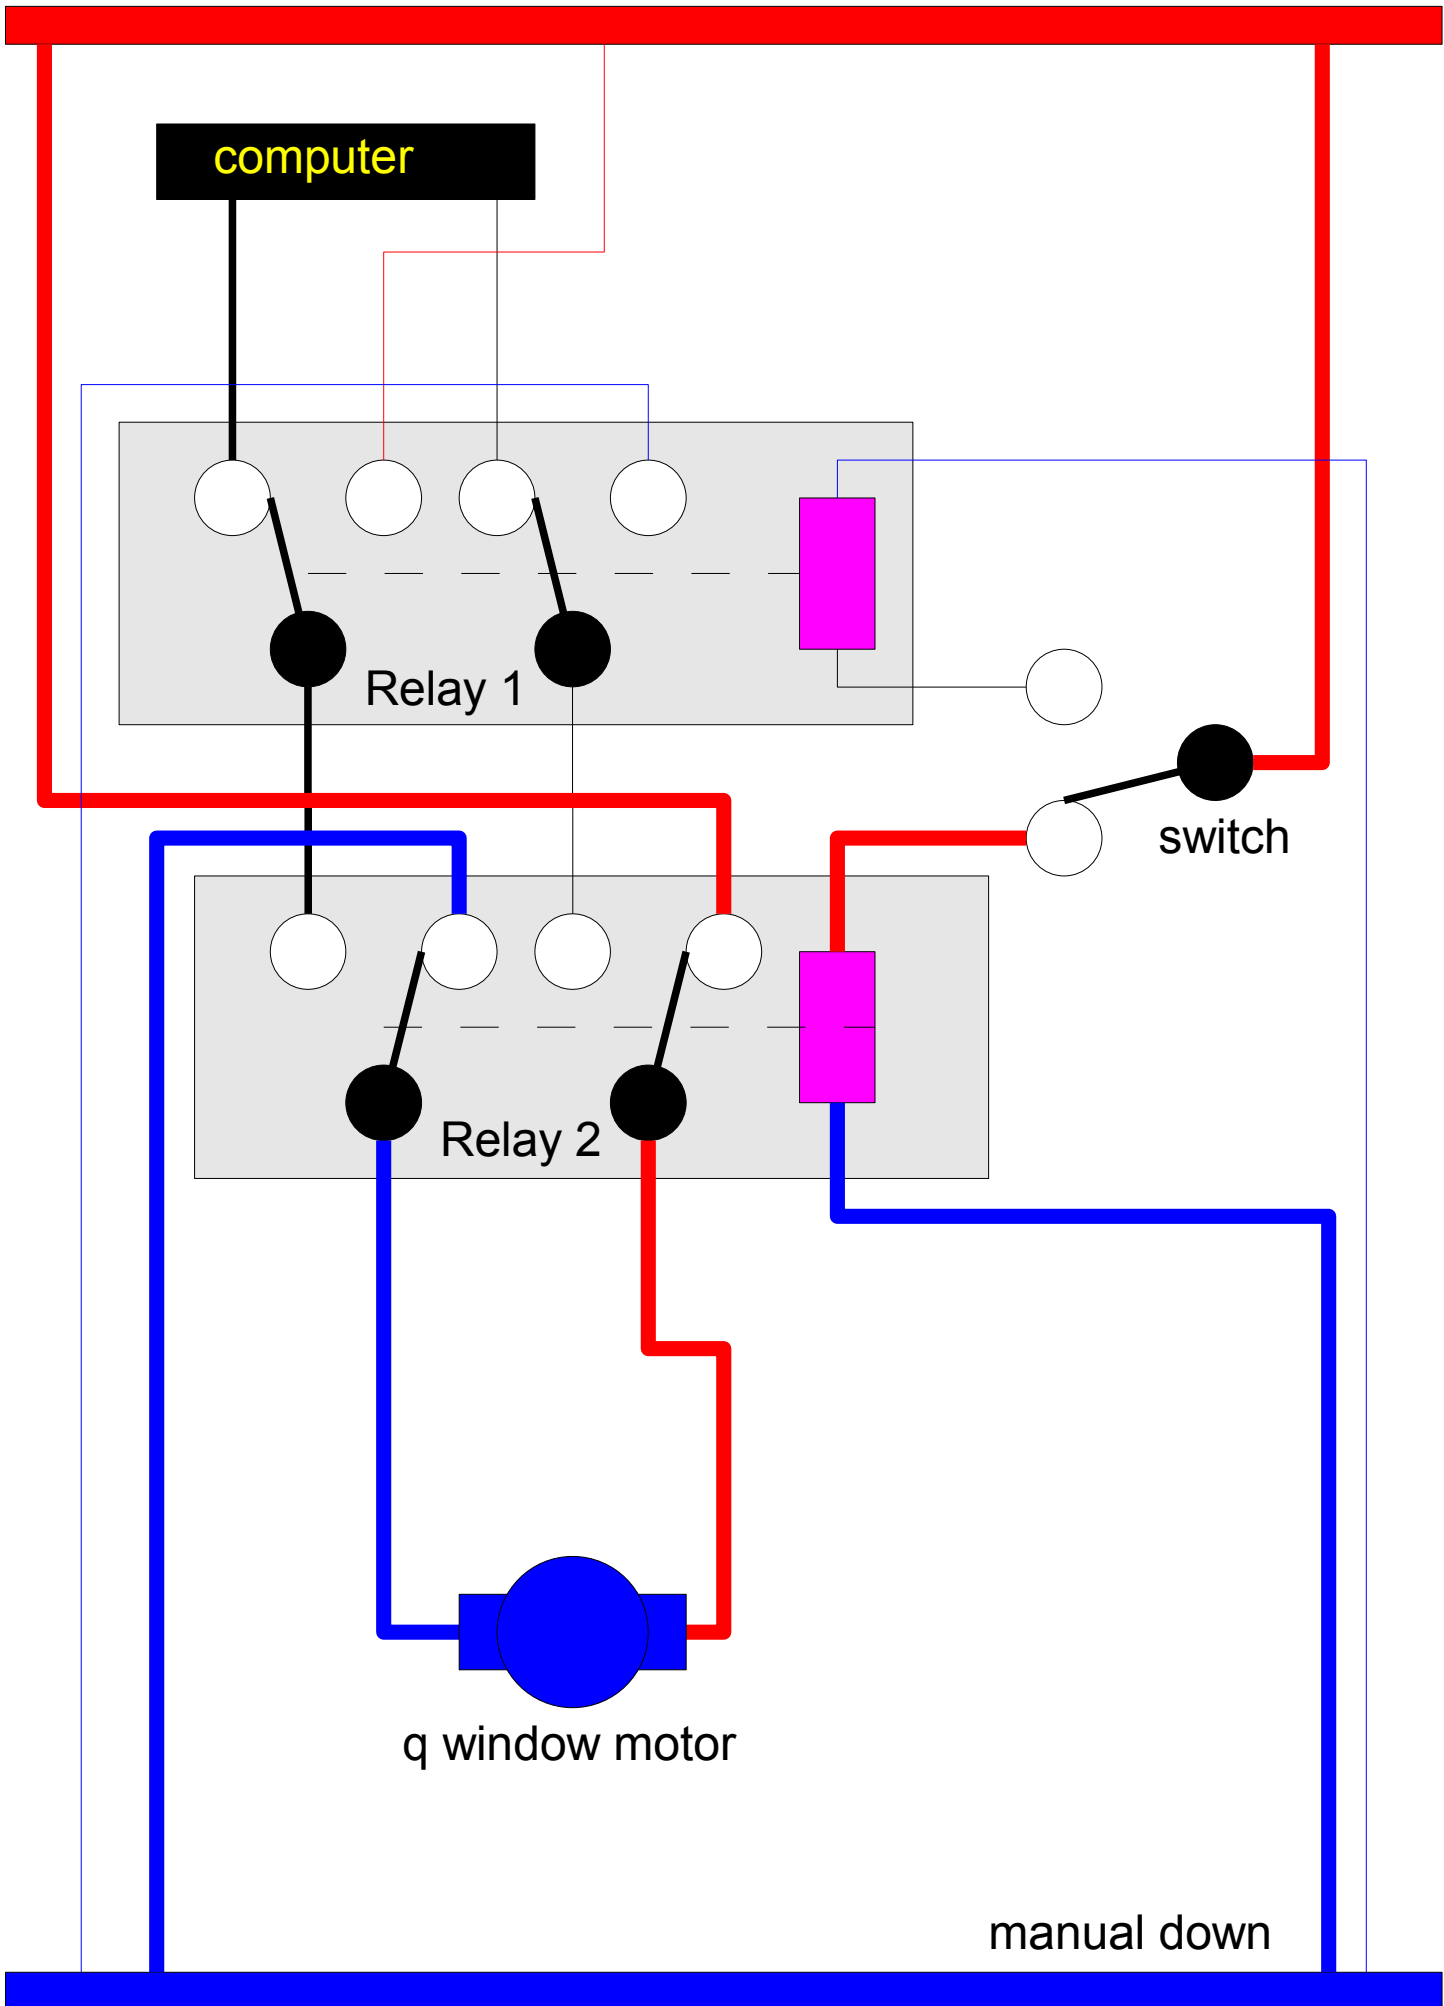 computer
Relay 1
switch
Relay 2
q window motor
manual down